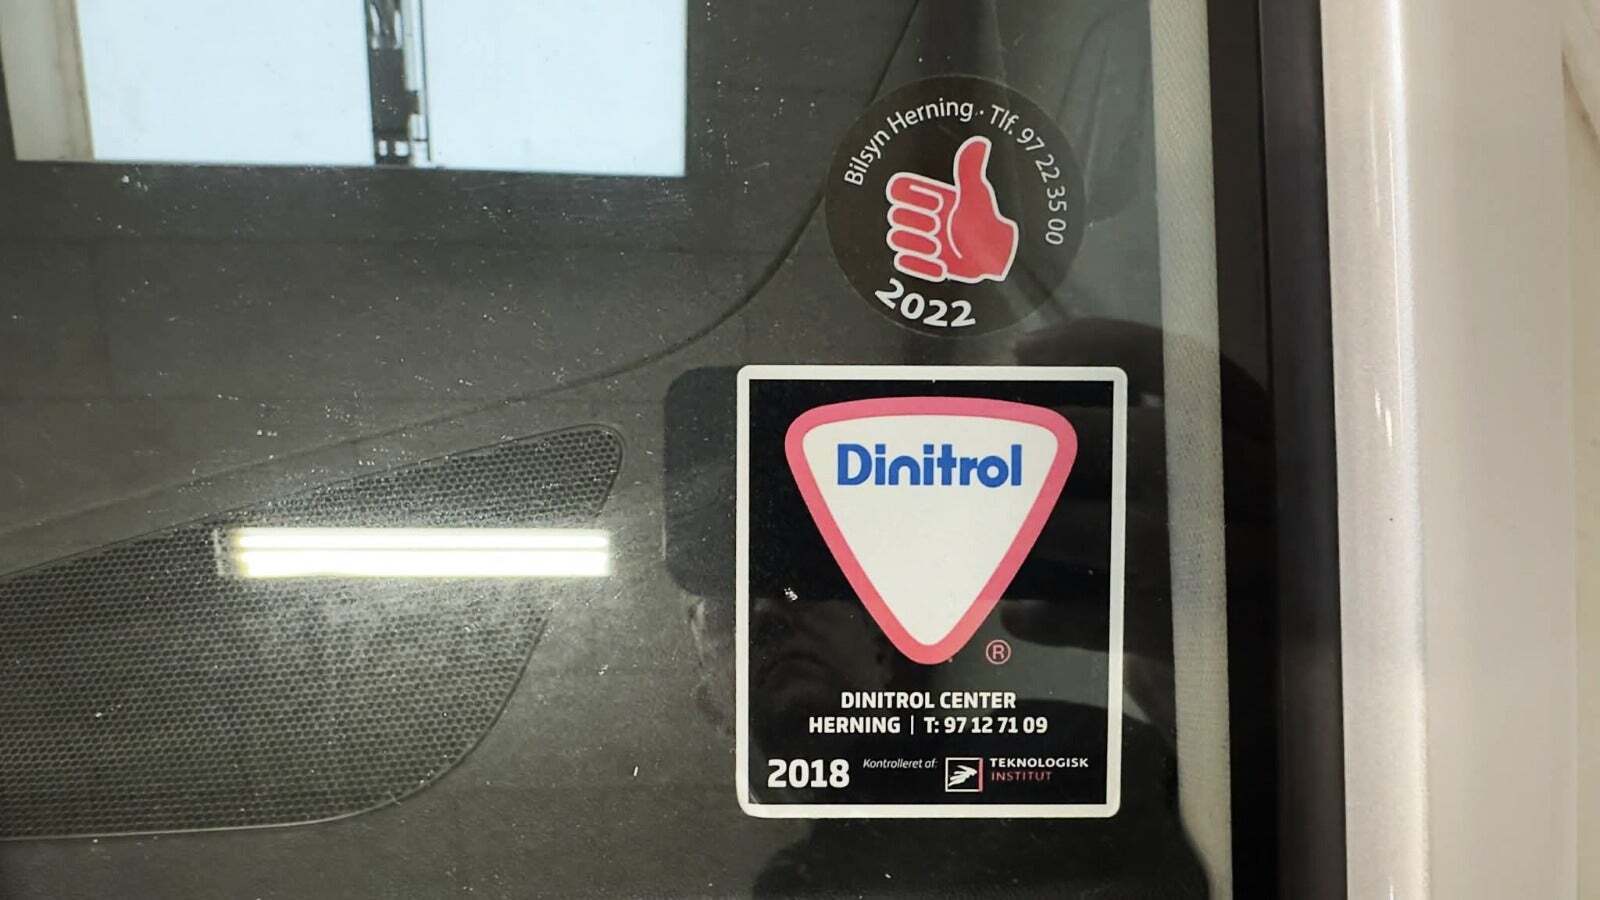 Bilsyn Herning · Tlf. 97 22 35 00
2022
Dinitrol
®
DINITROL CENTER
HERNING | T: 97 12 71 09
2018 Kontrolleret af: TEKNOLOGISK
INSTITUT